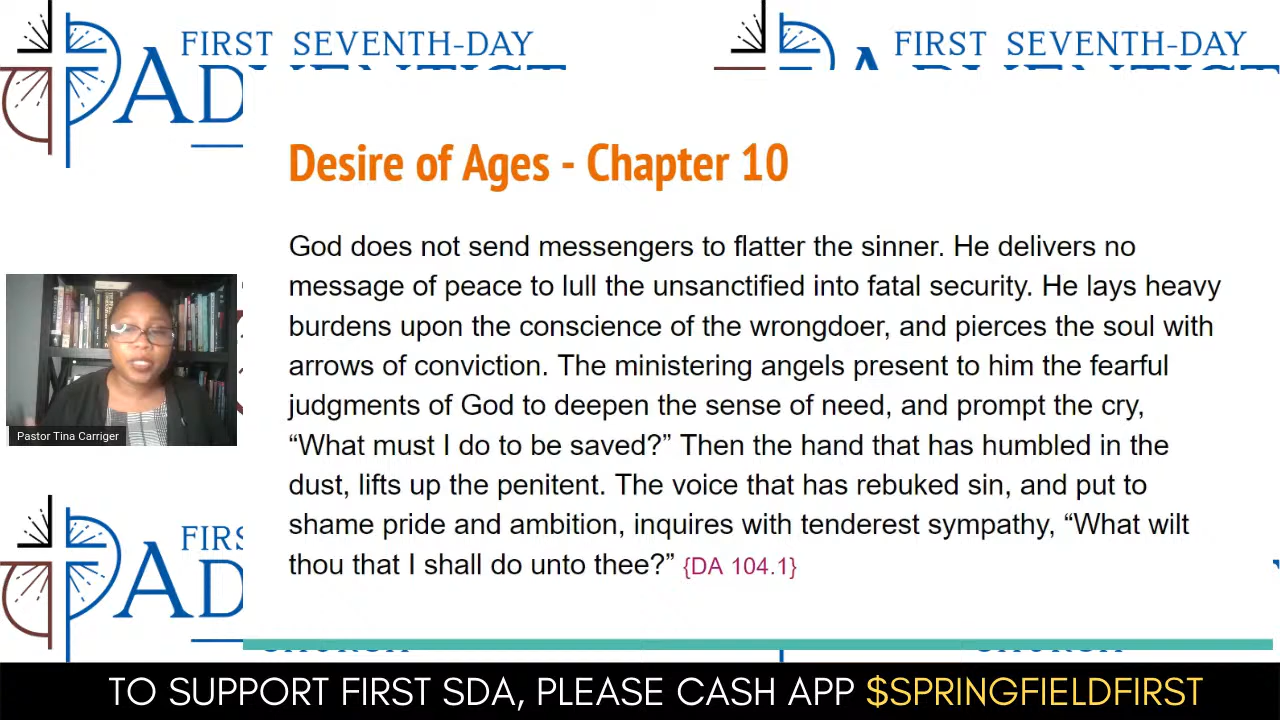 FIRST SEVENTH-DAY
FIRST SEVENTH-DAY
Desire of Ages - Chapter 10
God does not send messengers to flatter the sinner. He delivers no
message of peace to lull the unsanctified into fatal security. He lays heavy
burdens upon the conscience of the wrongdoer, and pierces the soul with
arrows of conviction. The ministering angels present to him the fearful
judgments of God to deepen the sense of need, and prompt the cry,
“What must I do to be saved?” Then the hand that has humbled in the
dust, lifts up the penitent. The voice that has rebuked sin, and put to
shame pride and ambition, inquires with tenderest sympathy, “What wilt
thou that I shall do unto thee?” {DA 104.1}
Pastor Tina Carriger
TO SUPPORT FIRST SDA, PLEASE CASH APP $SPRINGFIELDFIRST